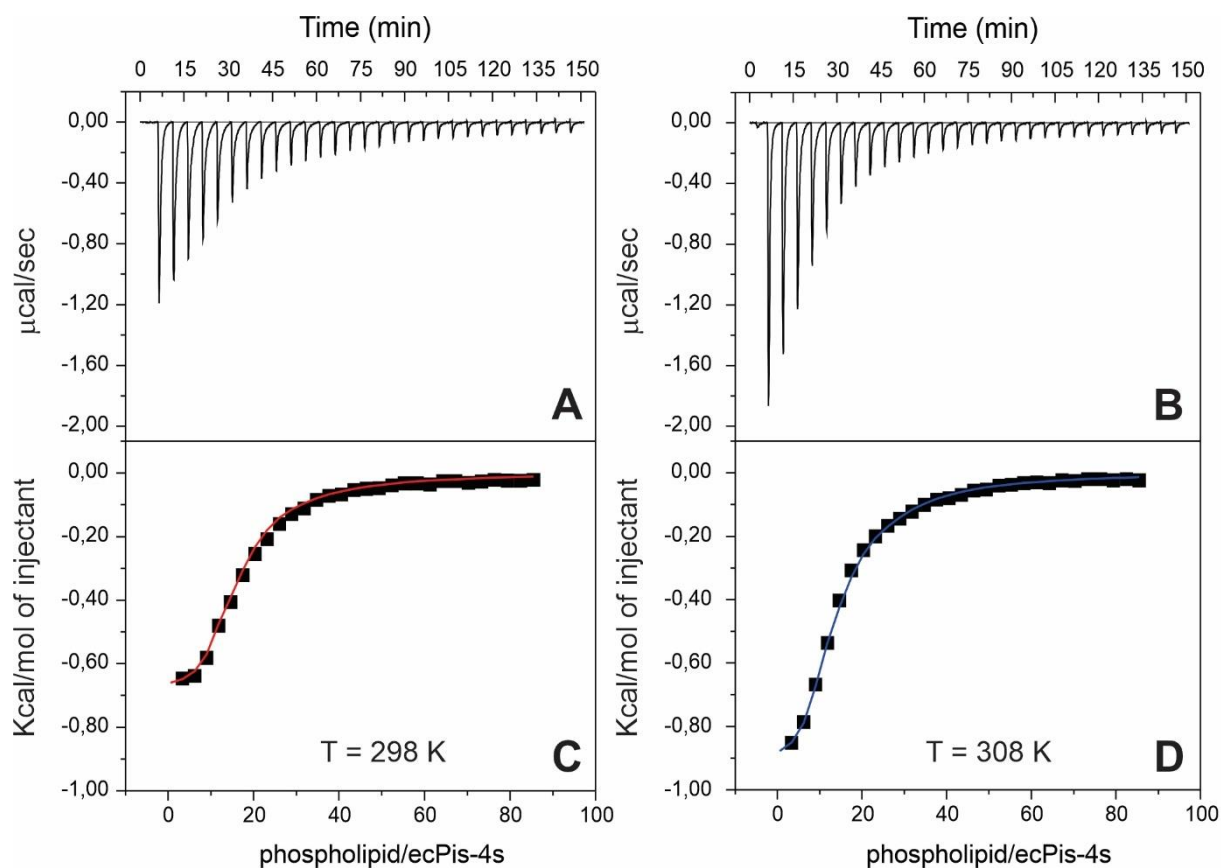 Time (min)
0 15 30 45 60 75 90 105 120 135 150
0,00
-0,40
-0,80
-1,20
-1,60
-2,00
µcal/sec
A
0,00
-0,20
-0,40
-0,60
-0,80
-1,00
Kcal/mol of injectant
T = 298 K
C
0 20 40 60 80 100
phospholipid/ecPis-4s
Time (min)
0 15 30 45 60 75 90 105 120 135 150
0,00
-0,40
-0,80
-1,20
-1,60
-2,00
µcal/sec
B
0,00
-0,20
-0,40
-0,60
-0,80
-1,00
Kcal/mol of injectant
T = 308 K
D
0 20 40 60 80 100
phospholipid/ecPis-4s